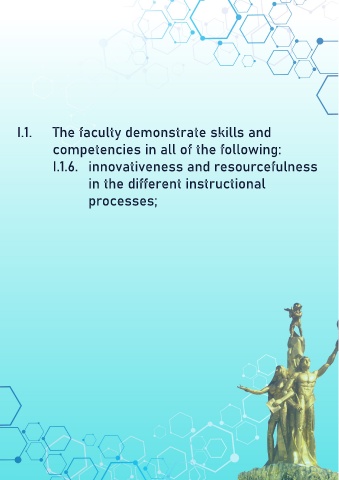 I.1. The faculty demonstrate skills and
competencies in all of the following:
I.1.6. innovativeness and resourcefulness
in the different instructional
processes;